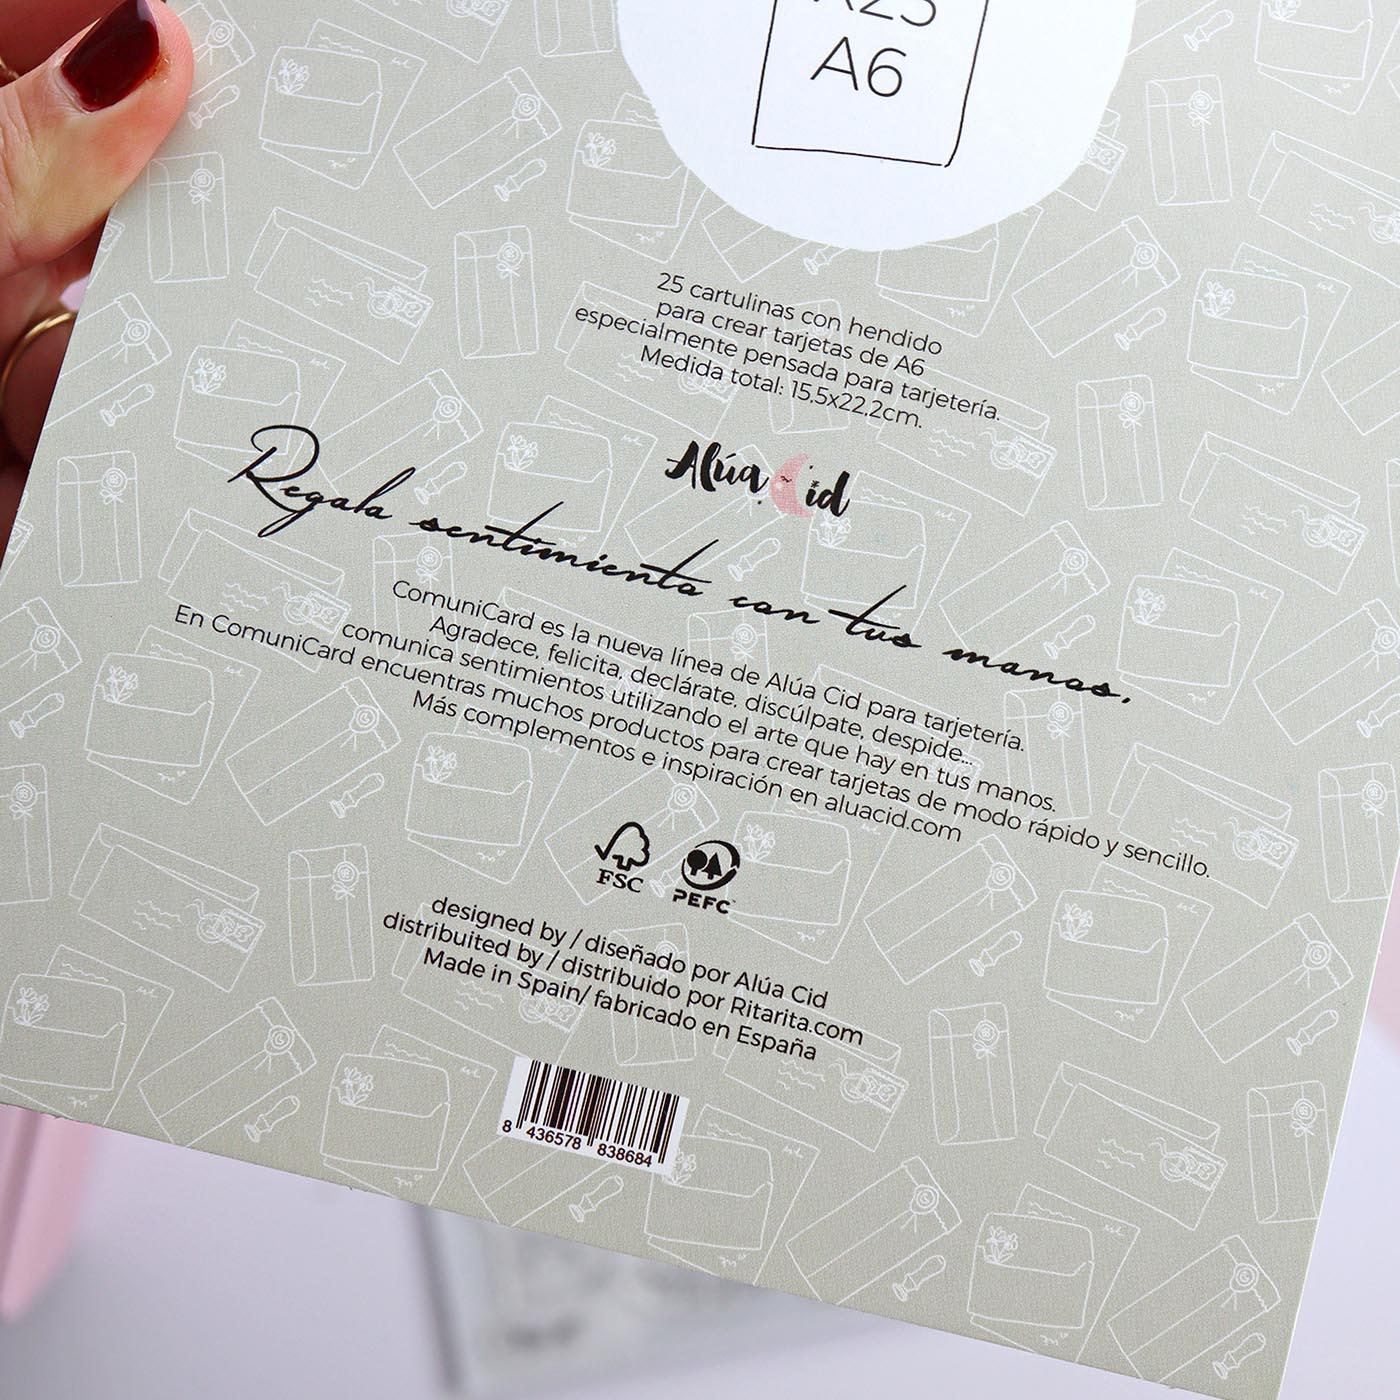 X25
A6
25 cartulinas con hendido
para crear tarjetas de A6
especialmente pensada para tarjetería.
Medida total: 15,5x22,2cm.
Alúa Cid
Regala sentimiento con tus manos.
ComuniCard es la nueva línea de Alúa Cid para tarjetería.
Agradece, felicita, declárate, discúlpate, despide...
comunica sentimientos utilizando el arte que hay en tus manos.
En ComuniCard encuentras muchos productos para crear tarjetas de modo rápido y sencillo.
Más complementos e inspiración en aluacid.com
FSC
PEFC™
designed by / diseñado por Alúa Cid
distribuited by / distribuido por Ritarita.com
Made in Spain/ fabricado en España
8 436578 838684